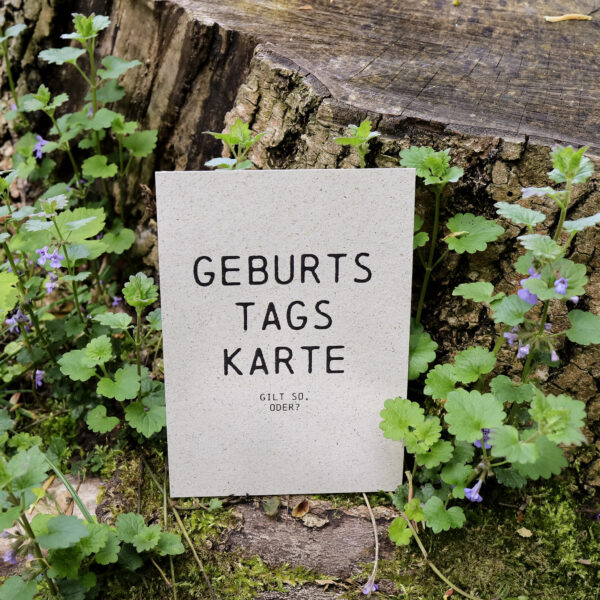 GEBURTS
TAGS
KARTE
GILT SO,
ODER?